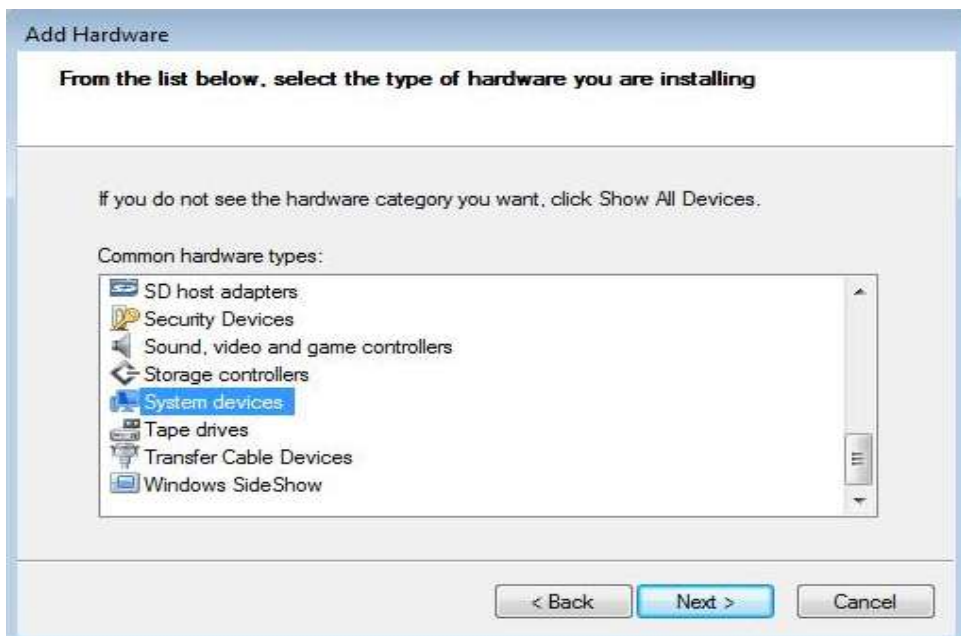 Add Hardware
From the list below, select the type of hardware you are installing
If you do not see the hardware category you want, click Show All Devices.
Common hardware types:
SD host adapters
Security Devices
Sound, video and game controllers
Storage controllers
System devices
Tape drives
Transfer Cable Devices
Windows SideShow
< Back Next > Cancel